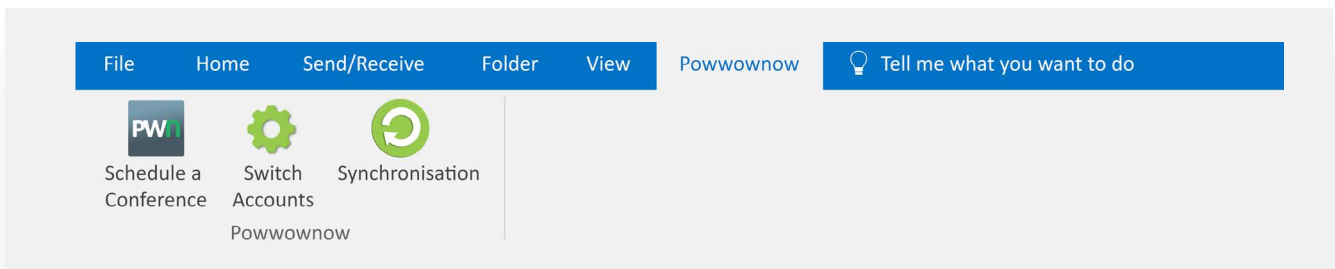 File Home Send/Receive Folder View Powwownow Tell me what you want to do
PWn
Schedule a Switch Synchronisation
Conference Accounts
Powwownow